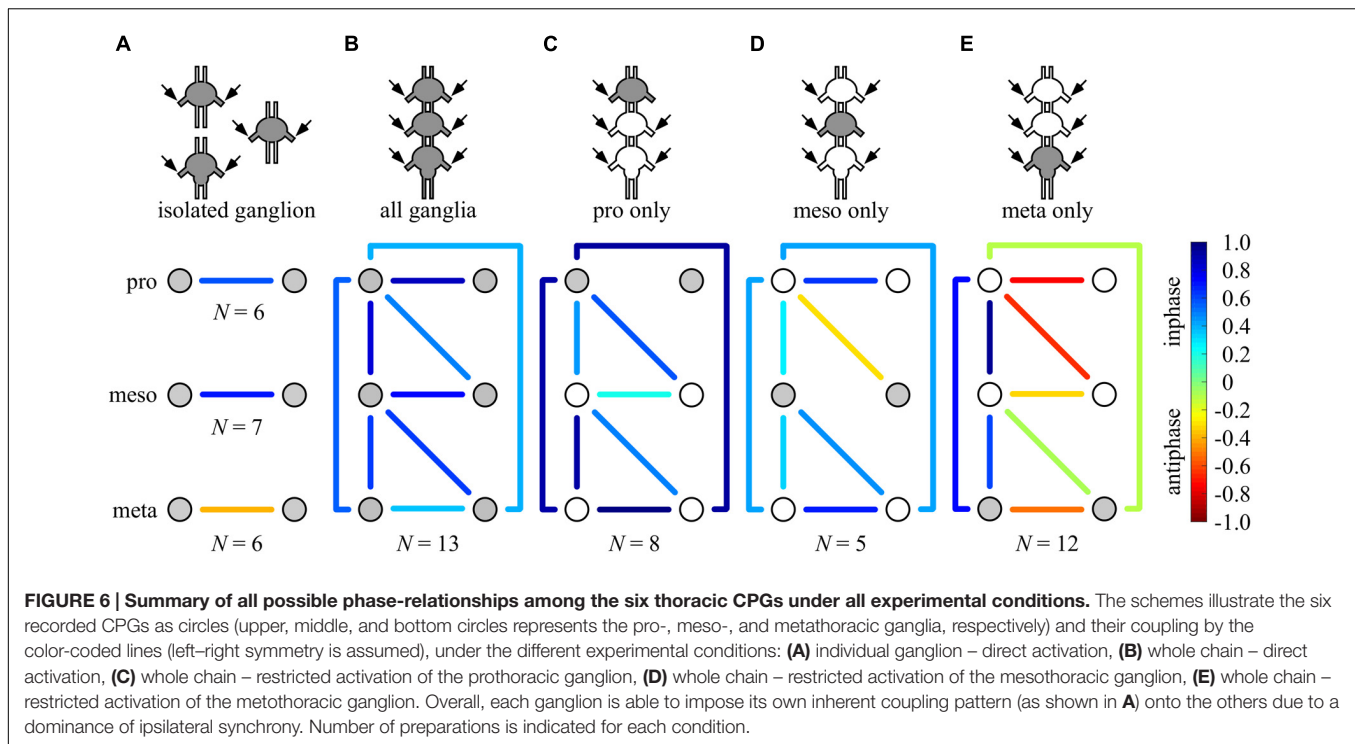 A B C D E
isolated ganglion all ganglia pro only meso only meta only
pro
N = 6
meso
N = 7
meta
N = 6 N = 13 N = 8 N = 5 N = 12
inphase
antiphase
1.0
0.8
0.6
0.4
0.2
0
-0.2
-0.4
-0.6
-0.8
-1.0
FIGURE 6 | Summary of all possible phase-relationships among the six thoracic CPGs under all experimental conditions. The schemes illustrate the six
recorded CPGs as circles (upper, middle, and bottom circles represents the pro-, meso-, and metathoracic ganglia, respectively) and their coupling by the
color-coded lines (left–right symmetry is assumed), under the different experimental conditions: (A) individual ganglion – direct activation, (B) whole chain – direct
activation, (C) whole chain – restricted activation of the prothoracic ganglion, (D) whole chain – restricted activation of the mesothoracic ganglion, (E) whole chain –
restricted activation of the metothoracic ganglion. Overall, each ganglion is able to impose its own inherent coupling pattern (as shown in A) onto the others due to a
dominance of ipsilateral synchrony. Number of preparations is indicated for each condition.